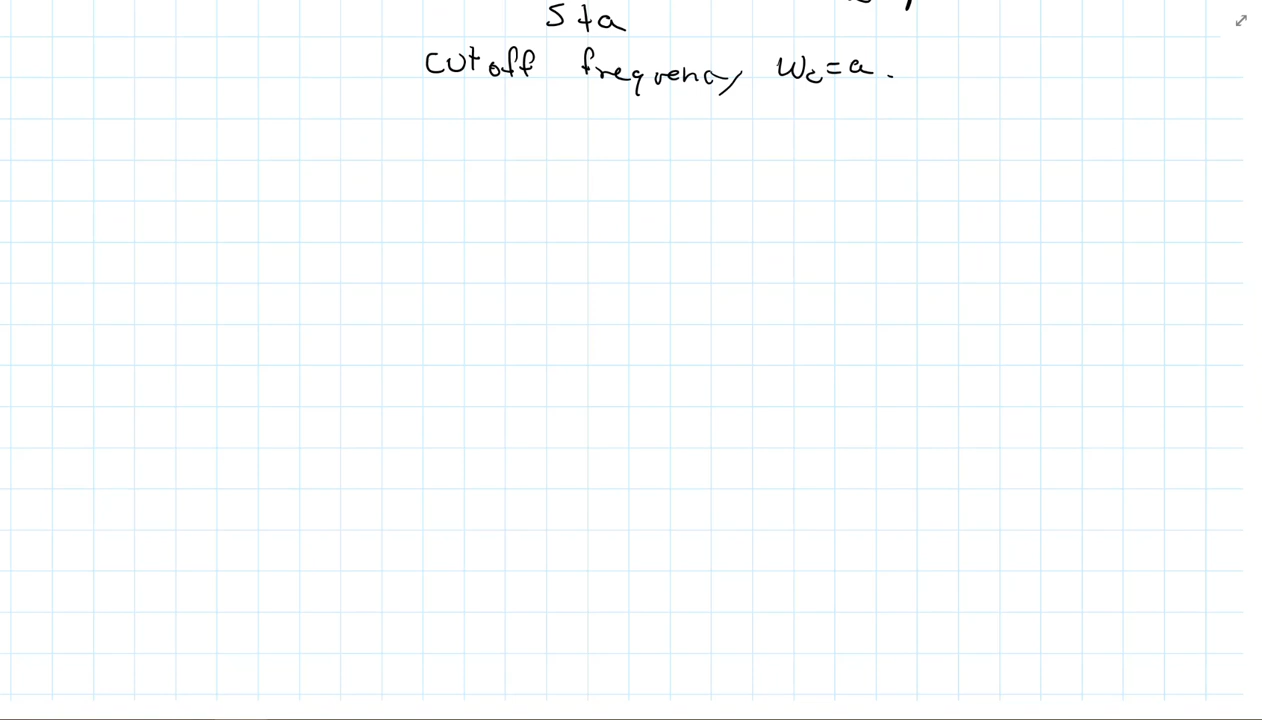 s+a
cutoff frequency ωc=a.